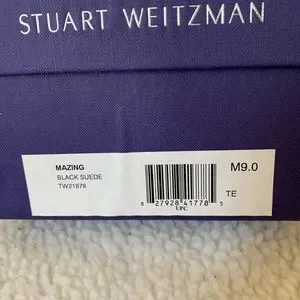 STUART WEITZMAN
MAZING
BLACK SUEDE
TW21878
M9.0
TE
8 27928 41778 5
UPC